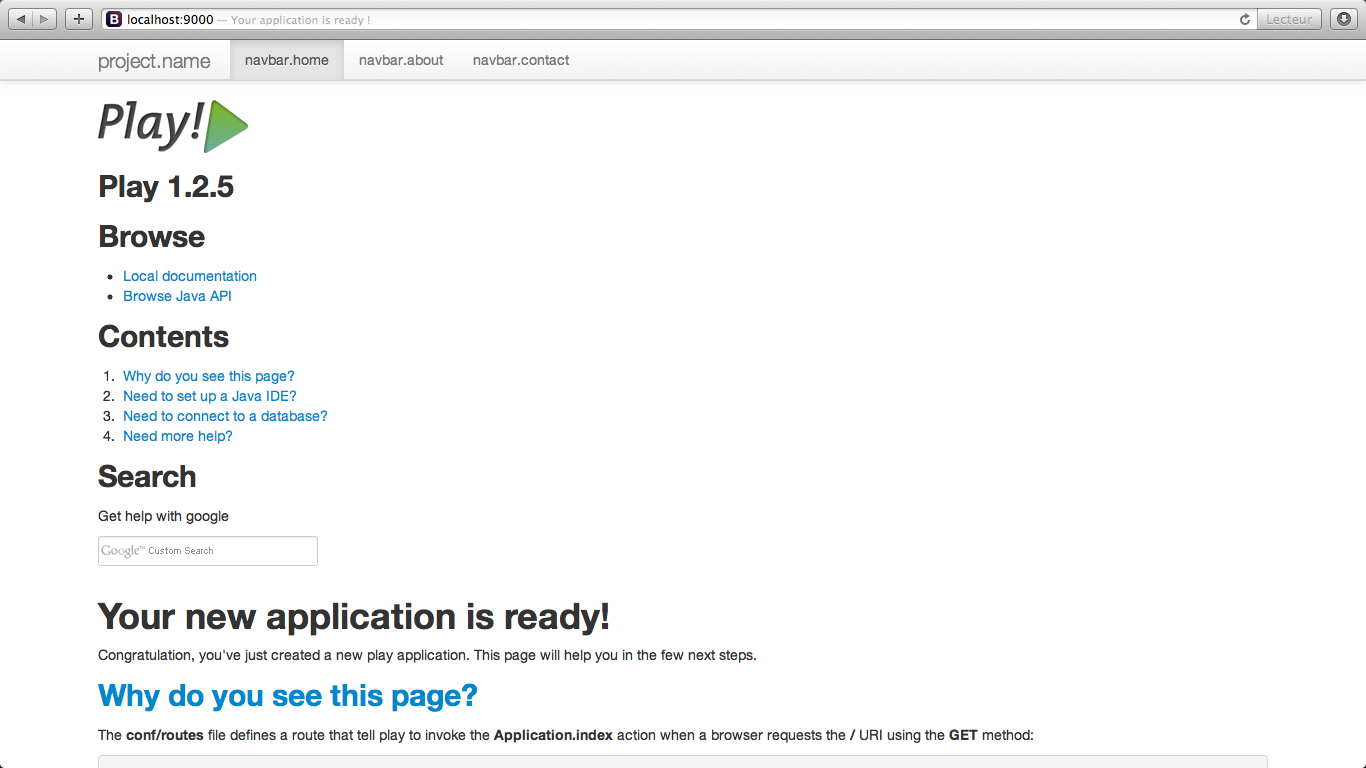 localhost:9000 — Your application is ready !
Lecteur
project.name navbar.home navbar.about navbar.contact
Play!
Play 1.2.5
Browse
• Local documentation
• Browse Java API
Contents
1. Why do you see this page?
2. Need to set up a Java IDE?
3. Need to connect to a database?
4. Need more help?
Search
Get help with google
Google™ Custom Search
Your new application is ready!
Congratulation, you've just created a new play application. This page will help you in the few next steps.
Why do you see this page?
The conf/routes file defines a route that tell play to invoke the Application.index action when a browser requests the / URI using the GET method: